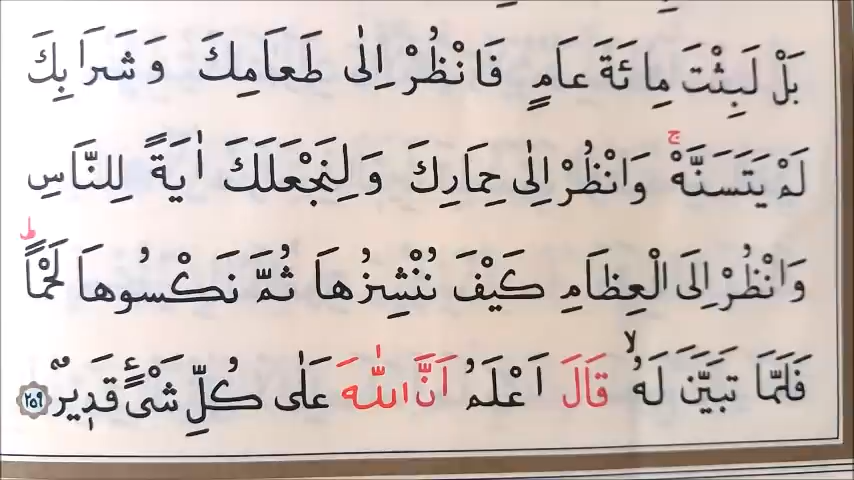 بَلْ لَبِثْتَ مِائَةَ عَامٍ فَانْظُرْ اِلٰى طَعَامِكَ وَشَرَابِكَ
لَمْ يَتَسَنَّهْ ۚ وَانْظُرْ اِلٰى حِمَارِكَ وَلِنَجْعَلَكَ اٰيَةً لِلنَّاسِ
وَانْظُرْ اِلَى الْعِظَامِ كَيْفَ نُنْشِزُهَا ثُمَّ نَكْسُوهَا لَحْمًا ۜط
فَلَمَّا تَبَيَّنَ لَهُ ۙ قَالَ اَعْلَمُ اَنَّ اللّٰهَ عَلٰى كُلِّ شَىْءٍ قَدِيرٌ ٢٥٩